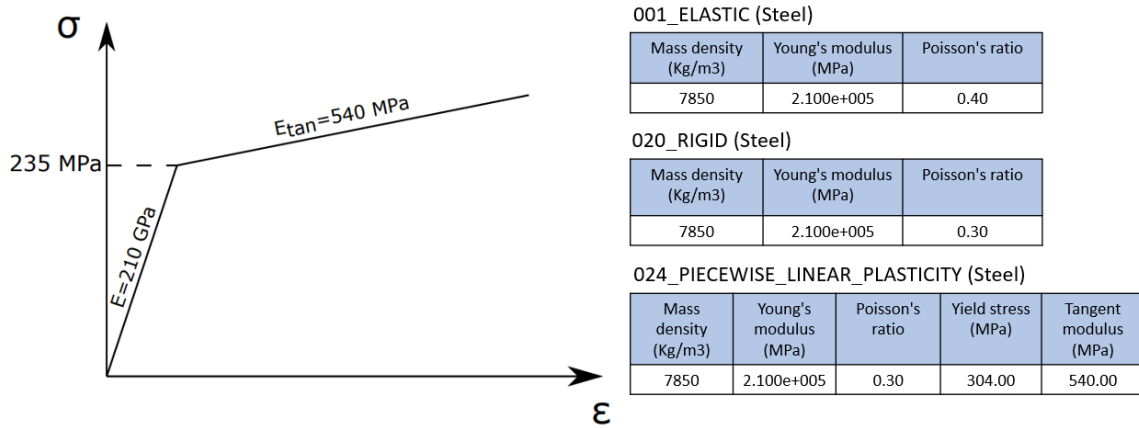 σ
E_tan=540 MPa
235 MPa
E=210 GPa
ε
001_ELASTIC (Steel)
Mass density (Kg/m3) Young's modulus (MPa) Poisson's ratio
7850 2.100e+005 0.40
020_RIGID (Steel)
Mass density (Kg/m3) Young's modulus (MPa) Poisson's ratio
7850 2.100e+005 0.30
024_PIECEWISE_LINEAR_PLASTICITY (Steel)
Mass density (Kg/m3) Young's modulus (MPa) Poisson's ratio Yield stress (MPa) Tangent modulus (MPa)
7850 2.100e+005 0.30 304.00 540.00